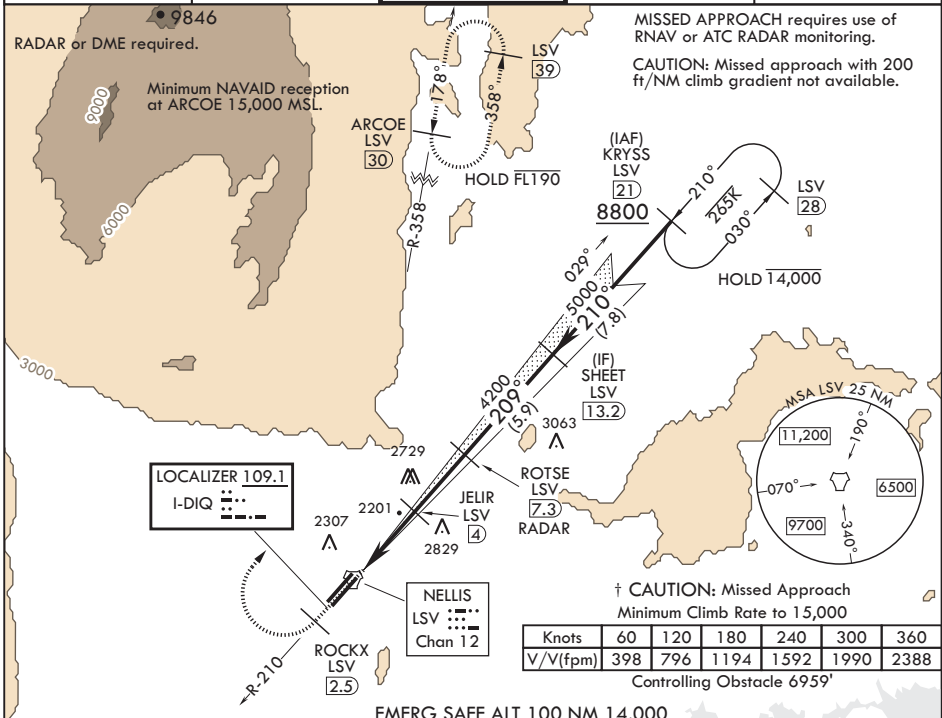 9846
RADAR or DME required.
Minimum NAVAID reception
at ARCOE 15,000 MSL.
9000
6000
3000
MISSED APPROACH requires use of
RNAV or ATC RADAR monitoring.
CAUTION: Missed approach with 200
ft/NM climb gradient not available.
LSV
39
178°
358°
ARCOE
LSV
30
HOLD FL190
R-358
(IAF)
KRYSS
LSV
21
8800
210°
265K
030°
LSV
28
HOLD 14,000
029°
5000
210°
(7.8)
(IF)
SHEET
LSV
13.2
4200
209°
(5.9)
3063
2729
ROTSE
LSV
7.3
RADAR
LOCALIZER 109.1
I-DIQ
2201
JELIR
LSV
4
2307
2829
NELLIS
LSV
Chan 12
ROCKX
LSV
2.5
R-210
MSA LSV 25 NM
11,200
190°
070°
6500
9700
340°
† CAUTION: Missed Approach
Minimum Climb Rate to 15,000
Knots 60 120 180 240 300 360
V/V(fpm) 398 796 1194 1592 1990 2388
Controlling Obstacle 6959'
EMERG SAFE ALT 100 NM 14,000